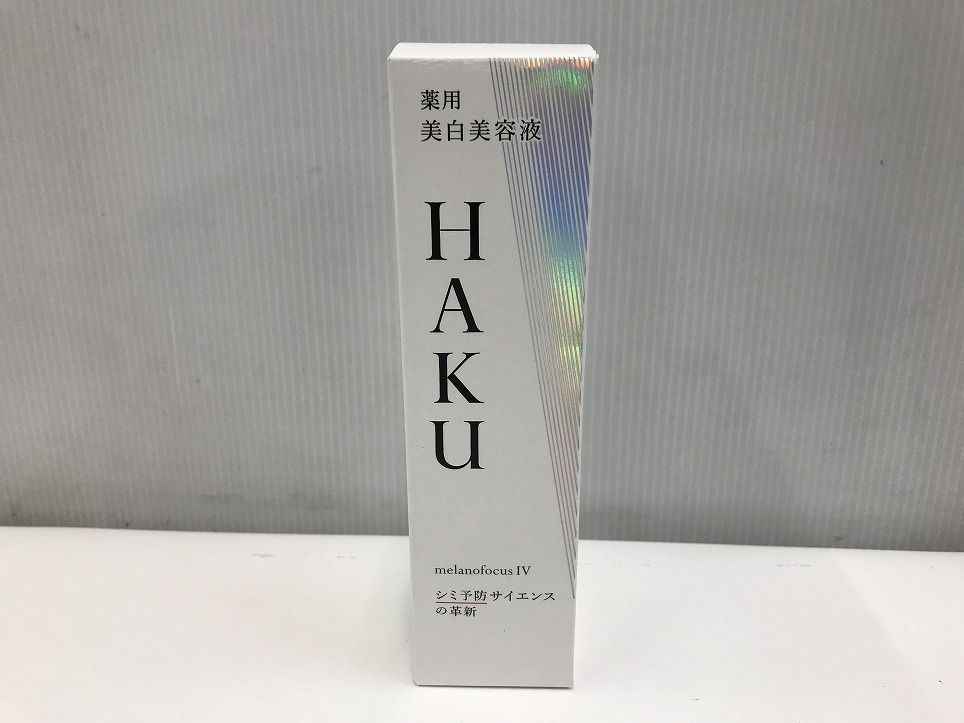 薬用
美白美容液
HAKU
melanofocus IV
シミ予防サイエンス
の革新